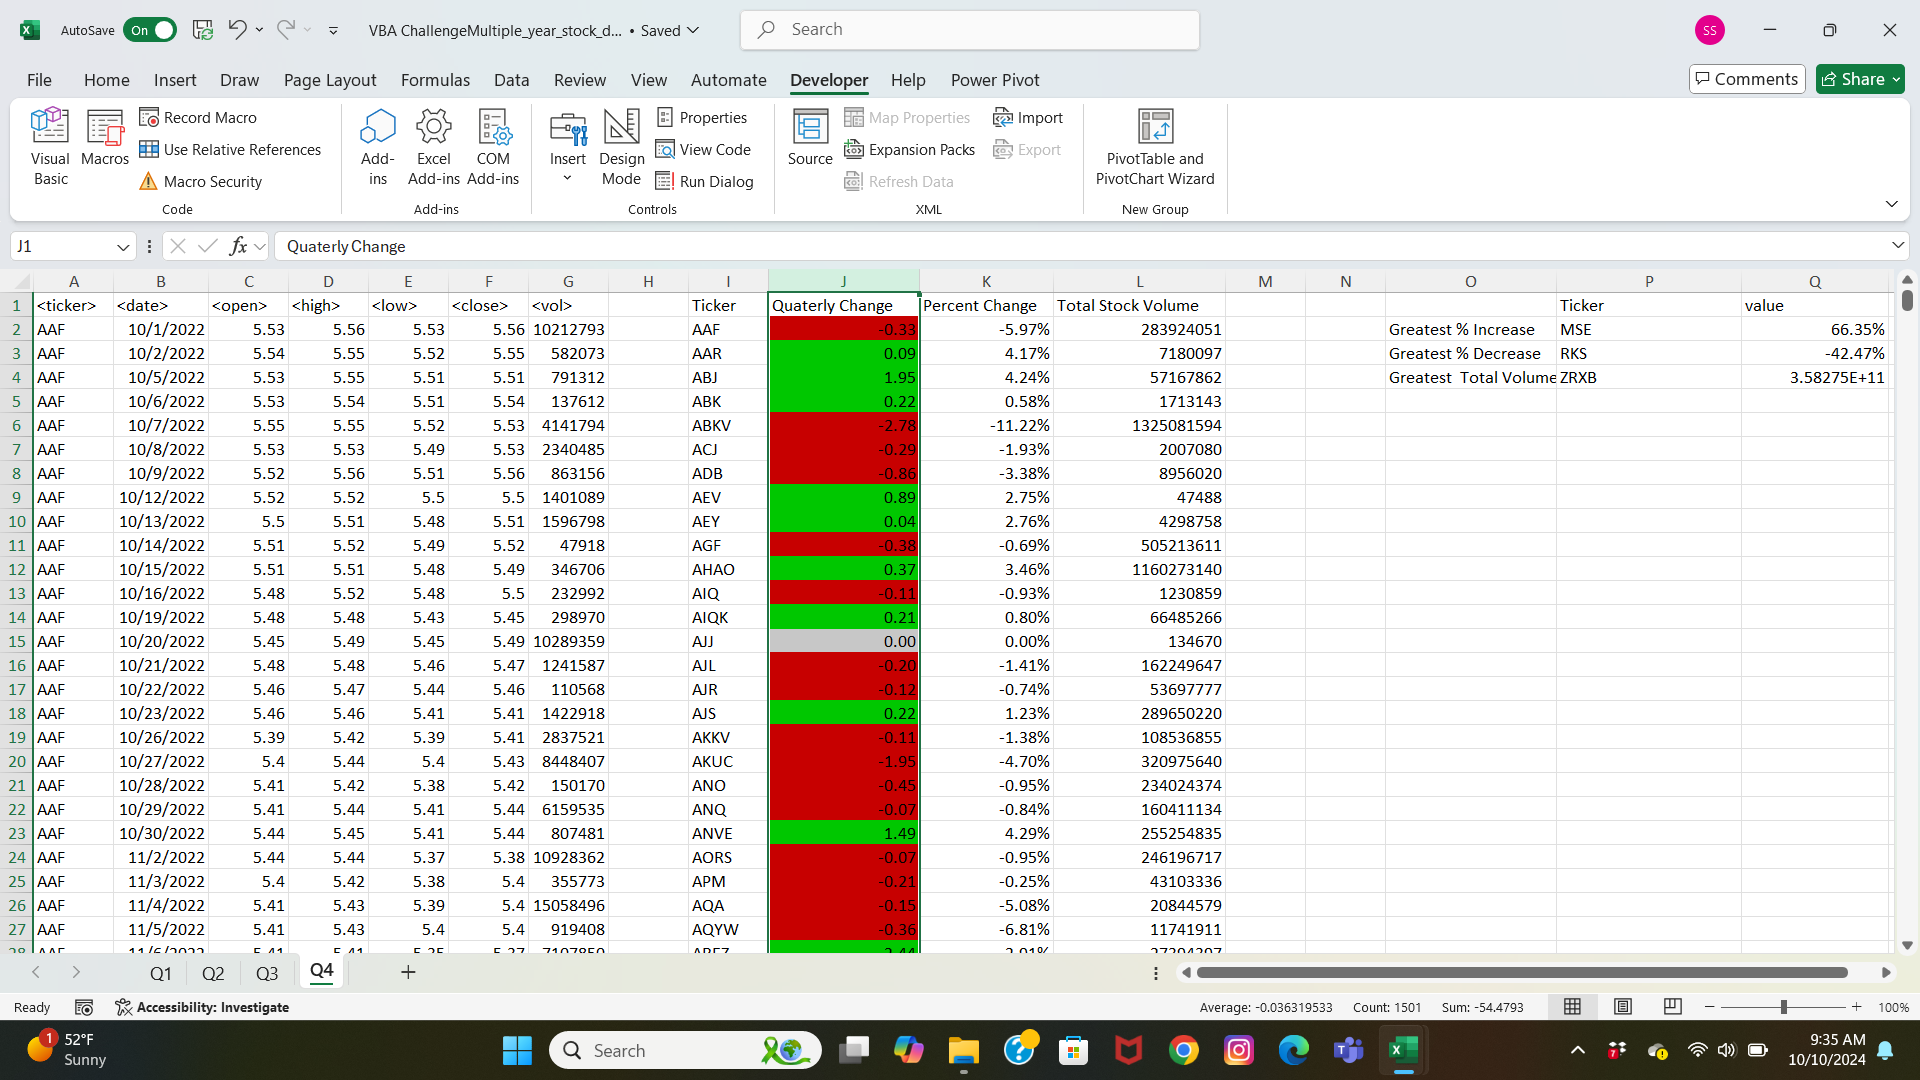 AutoSave On VBA ChallengeMultiple_year_stock_d... • Saved Search SS
File Home Insert Draw Page Layout Formulas Data Review View Automate Developer Help Power Pivot Comments Share
Visual Basic Macros Record Macro Use Relative References Macro Security Code
Add-ins Excel Add-ins COM Add-ins Add-ins
Insert Design Mode Properties View Code Run Dialog Controls
Source Map Properties Expansion Packs Refresh Data Import Export XML
PivotTable and PivotChart Wizard New Group
J1 fx Quaterly Change
A B C D E F G H I J K L M N O P Q
1 <ticker> <date> <open> <high> <low> <close> <vol> Ticker Quaterly Change Percent Change Total Stock Volume Ticker value
2 AAF 10/1/2022 5.53 5.56 5.53 5.56 10212793 AAF -0.33 -5.97% 283924051 Greatest % Increase MSE 66.35%
3 AAF 10/2/2022 5.54 5.55 5.52 5.55 582073 AAR 0.09 4.17% 7180097 Greatest % Decrease RKS -42.47%
4 AAF 10/5/2022 5.53 5.55 5.51 5.51 791312 ABJ 1.95 4.24% 57167862 Greatest Total Volume ZRXB 3.58275E+11
5 AAF 10/6/2022 5.53 5.54 5.51 5.54 137612 ABK 0.22 0.58% 1713143
6 AAF 10/7/2022 5.55 5.55 5.52 5.53 4141794 ABKV -2.78 -11.22% 1325081594
7 AAF 10/8/2022 5.53 5.53 5.49 5.53 2340485 ACJ -0.29 -1.93% 2007080
8 AAF 10/9/2022 5.52 5.56 5.51 5.56 863156 ADB -0.86 -3.38% 8956020
9 AAF 10/12/2022 5.52 5.52 5.5 5.5 1401089 AEV 0.89 2.75% 47488
10 AAF 10/13/2022 5.5 5.51 5.48 5.51 1596798 AEY 0.04 2.76% 4298758
11 AAF 10/14/2022 5.51 5.52 5.49 5.52 47918 AGF -0.38 -0.69% 505213611
12 AAF 10/15/2022 5.51 5.51 5.48 5.49 346706 AHAO 0.37 3.46% 1160273140
13 AAF 10/16/2022 5.48 5.52 5.48 5.5 232992 AIQ -0.11 -0.93% 1230859
14 AAF 10/19/2022 5.48 5.48 5.43 5.45 298970 AIQK 0.21 0.80% 66485266
15 AAF 10/20/2022 5.45 5.49 5.45 5.49 10289359 AJJ 0.00 0.00% 134670
16 AAF 10/21/2022 5.48 5.48 5.46 5.47 1241587 AJL -0.20 -1.41% 162249647
17 AAF 10/22/2022 5.46 5.47 5.44 5.46 110568 AJR -0.12 -0.74% 53697777
18 AAF 10/23/2022 5.46 5.46 5.41 5.41 1422918 AJS 0.22 1.23% 289650220
19 AAF 10/26/2022 5.39 5.42 5.39 5.41 2837521 AKKV -0.11 -1.38% 108536855
20 AAF 10/27/2022 5.4 5.44 5.4 5.43 8448407 AKUC -1.95 -4.70% 320975640
21 AAF 10/28/2022 5.41 5.42 5.38 5.42 150170 ANO -0.45 -0.95% 234024374
22 AAF 10/29/2022 5.41 5.44 5.41 5.44 6159535 ANQ -0.07 -0.84% 160411134
23 AAF 10/30/2022 5.44 5.45 5.41 5.44 807481 ANVE 1.49 4.29% 255254835
24 AAF 11/2/2022 5.44 5.44 5.37 5.38 10928362 AORS -0.07 -0.95% 246196717
25 AAF 11/3/2022 5.4 5.42 5.38 5.4 355773 APM -0.21 -0.25% 43103336
26 AAF 11/4/2022 5.41 5.43 5.39 5.4 15058496 AQA -0.15 -5.08% 20844579
27 AAF 11/5/2022 5.41 5.43 5.4 5.4 919408 AQYW -0.36 -6.81% 11741911
Q1 Q2 Q3 Q4
Ready Accessibility: Investigate Average: -0.036319533 Count: 1501 Sum: -54.4793 100%
1 52°F Sunny Search 7 9:35 AM
10/10/2024